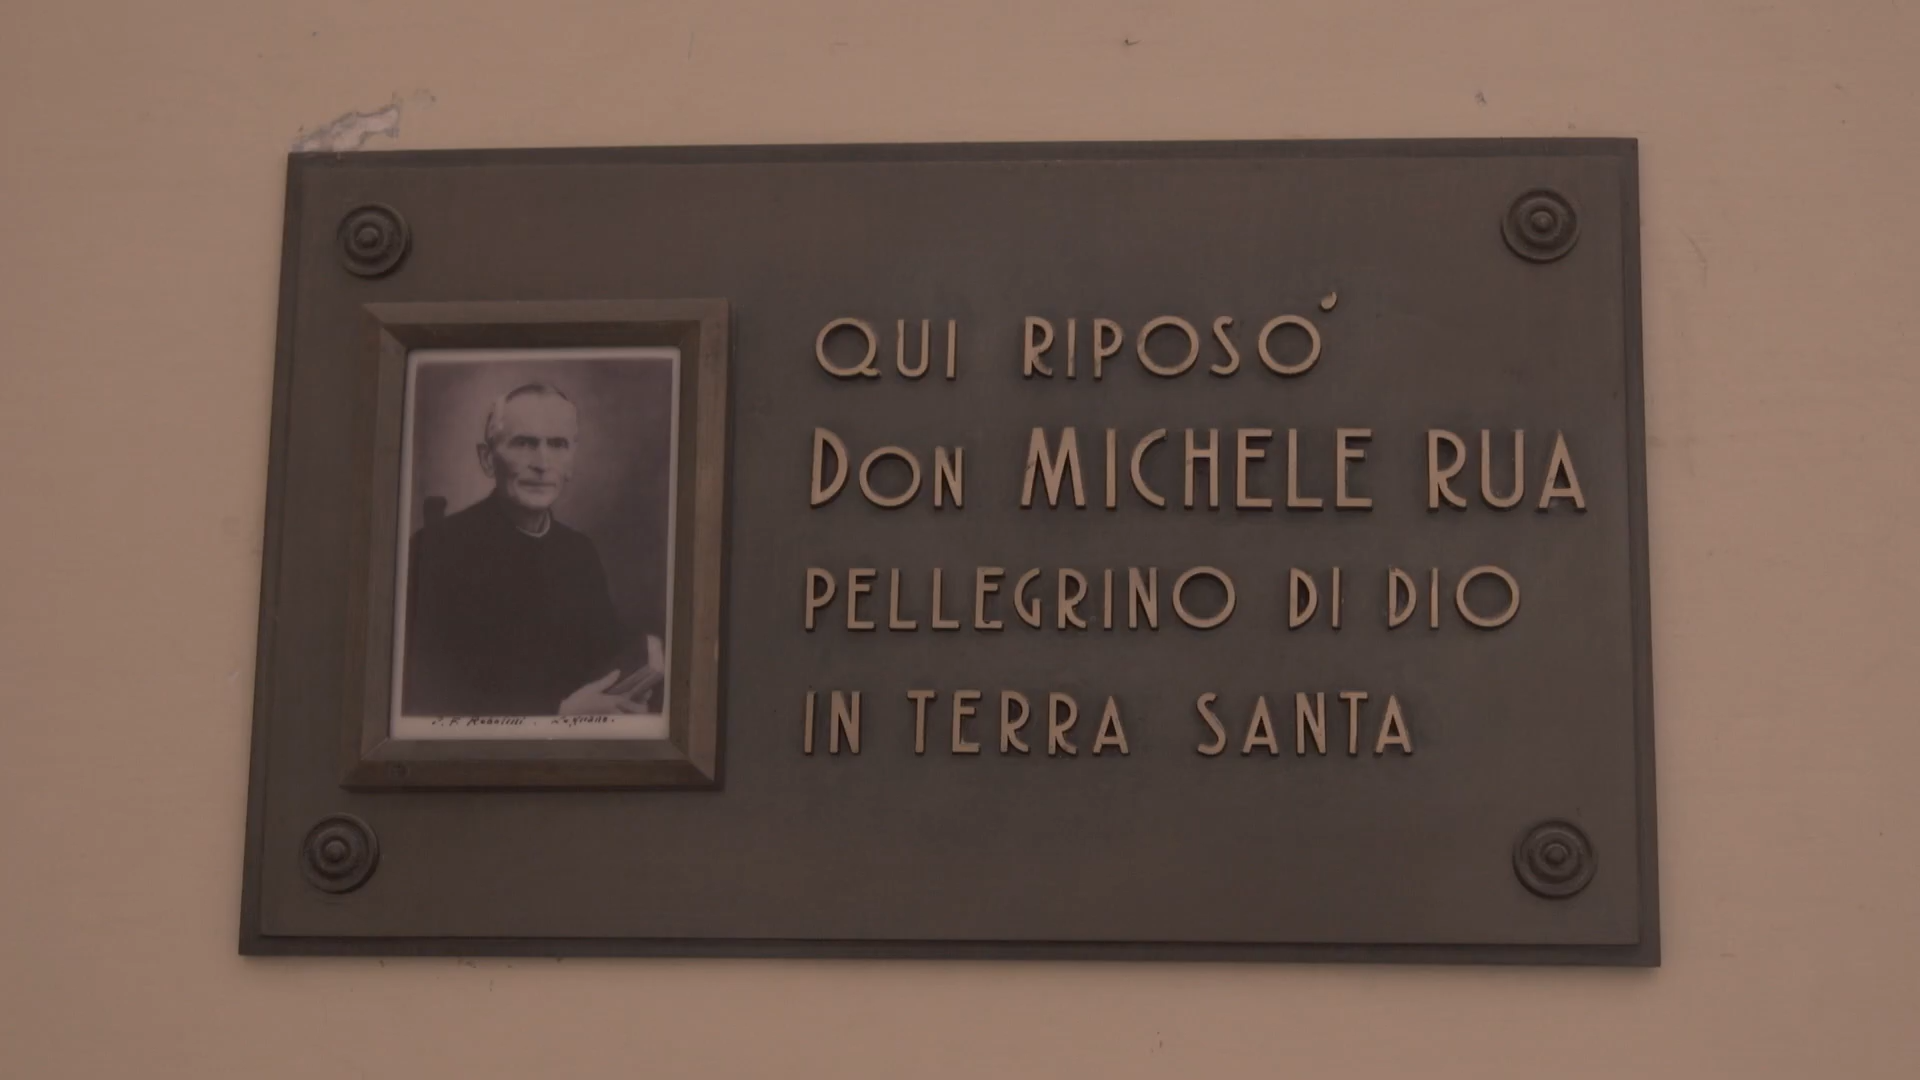 QUI RIPOSÓ
DON MICHELE RUA
PELLEGRINO DI DIO
IN TERRA SANTA